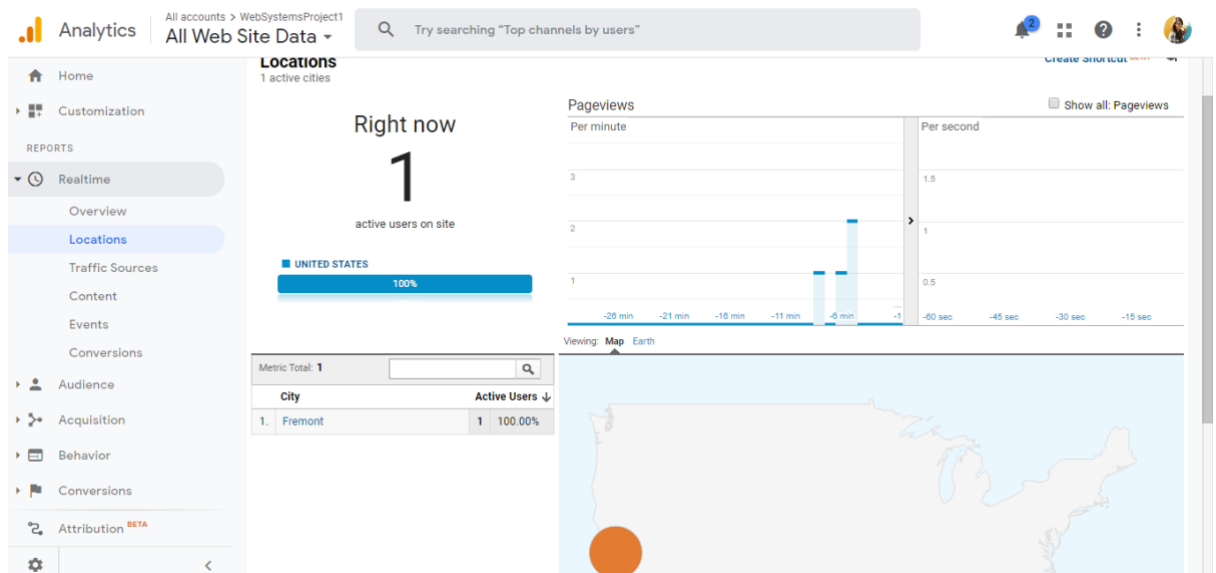 All accounts > WebSystemsProject1
Analytics
All Web Site Data
Try searching "Top channels by users"
2
Home
Customization
REPORTS
Realtime
Overview
Locations
Traffic Sources
Content
Events
Conversions
Audience
Acquisition
Behavior
Conversions
Attribution BETA
Locations
1 active cities
Create Shortcut BETA
Right now
1
active users on site
UNITED STATES
100%
Pageviews
Show all: Pageviews
Per minute
3
2
1
-26 min -21 min -16 min -11 min -6 min -1
Per second
1.5
1
0.5
-60 sec -45 sec -30 sec -15 sec
Viewing: Map Earth
Metric Total: 1
City Active Users
1. Fremont 1 100.00%